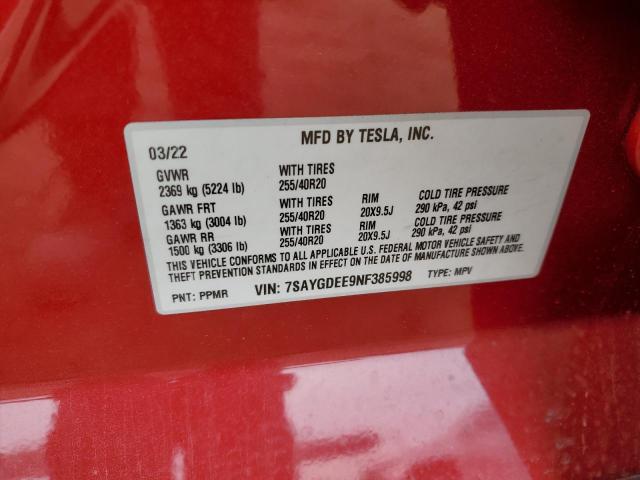 MFD BY TESLA, INC.
03/22
GVWR WITH TIRES
2369 kg (5224 lb) 255/40R20
GAWR FRT WITH TIRES RIM COLD TIRE PRESSURE
1363 kg (3004 lb) 255/40R20 20X9.5J 290 kPa, 42 psi
GAWR RR WITH TIRES RIM COLD TIRE PRESSURE
1500 kg (3306 lb) 255/40R20 20X9.5J 290 kPa, 42 psi
THIS VEHICLE CONFORMS TO ALL APPLICABLE U.S. FEDERAL MOTOR VEHICLE SAFETY AND
THEFT PREVENTION STANDARDS IN EFFECT ON THE DATE OF MANUFACTURE SHOWN ABOVE.
PNT: PPMR VIN: 7SAYGDEE9NF385998 TYPE: MPV